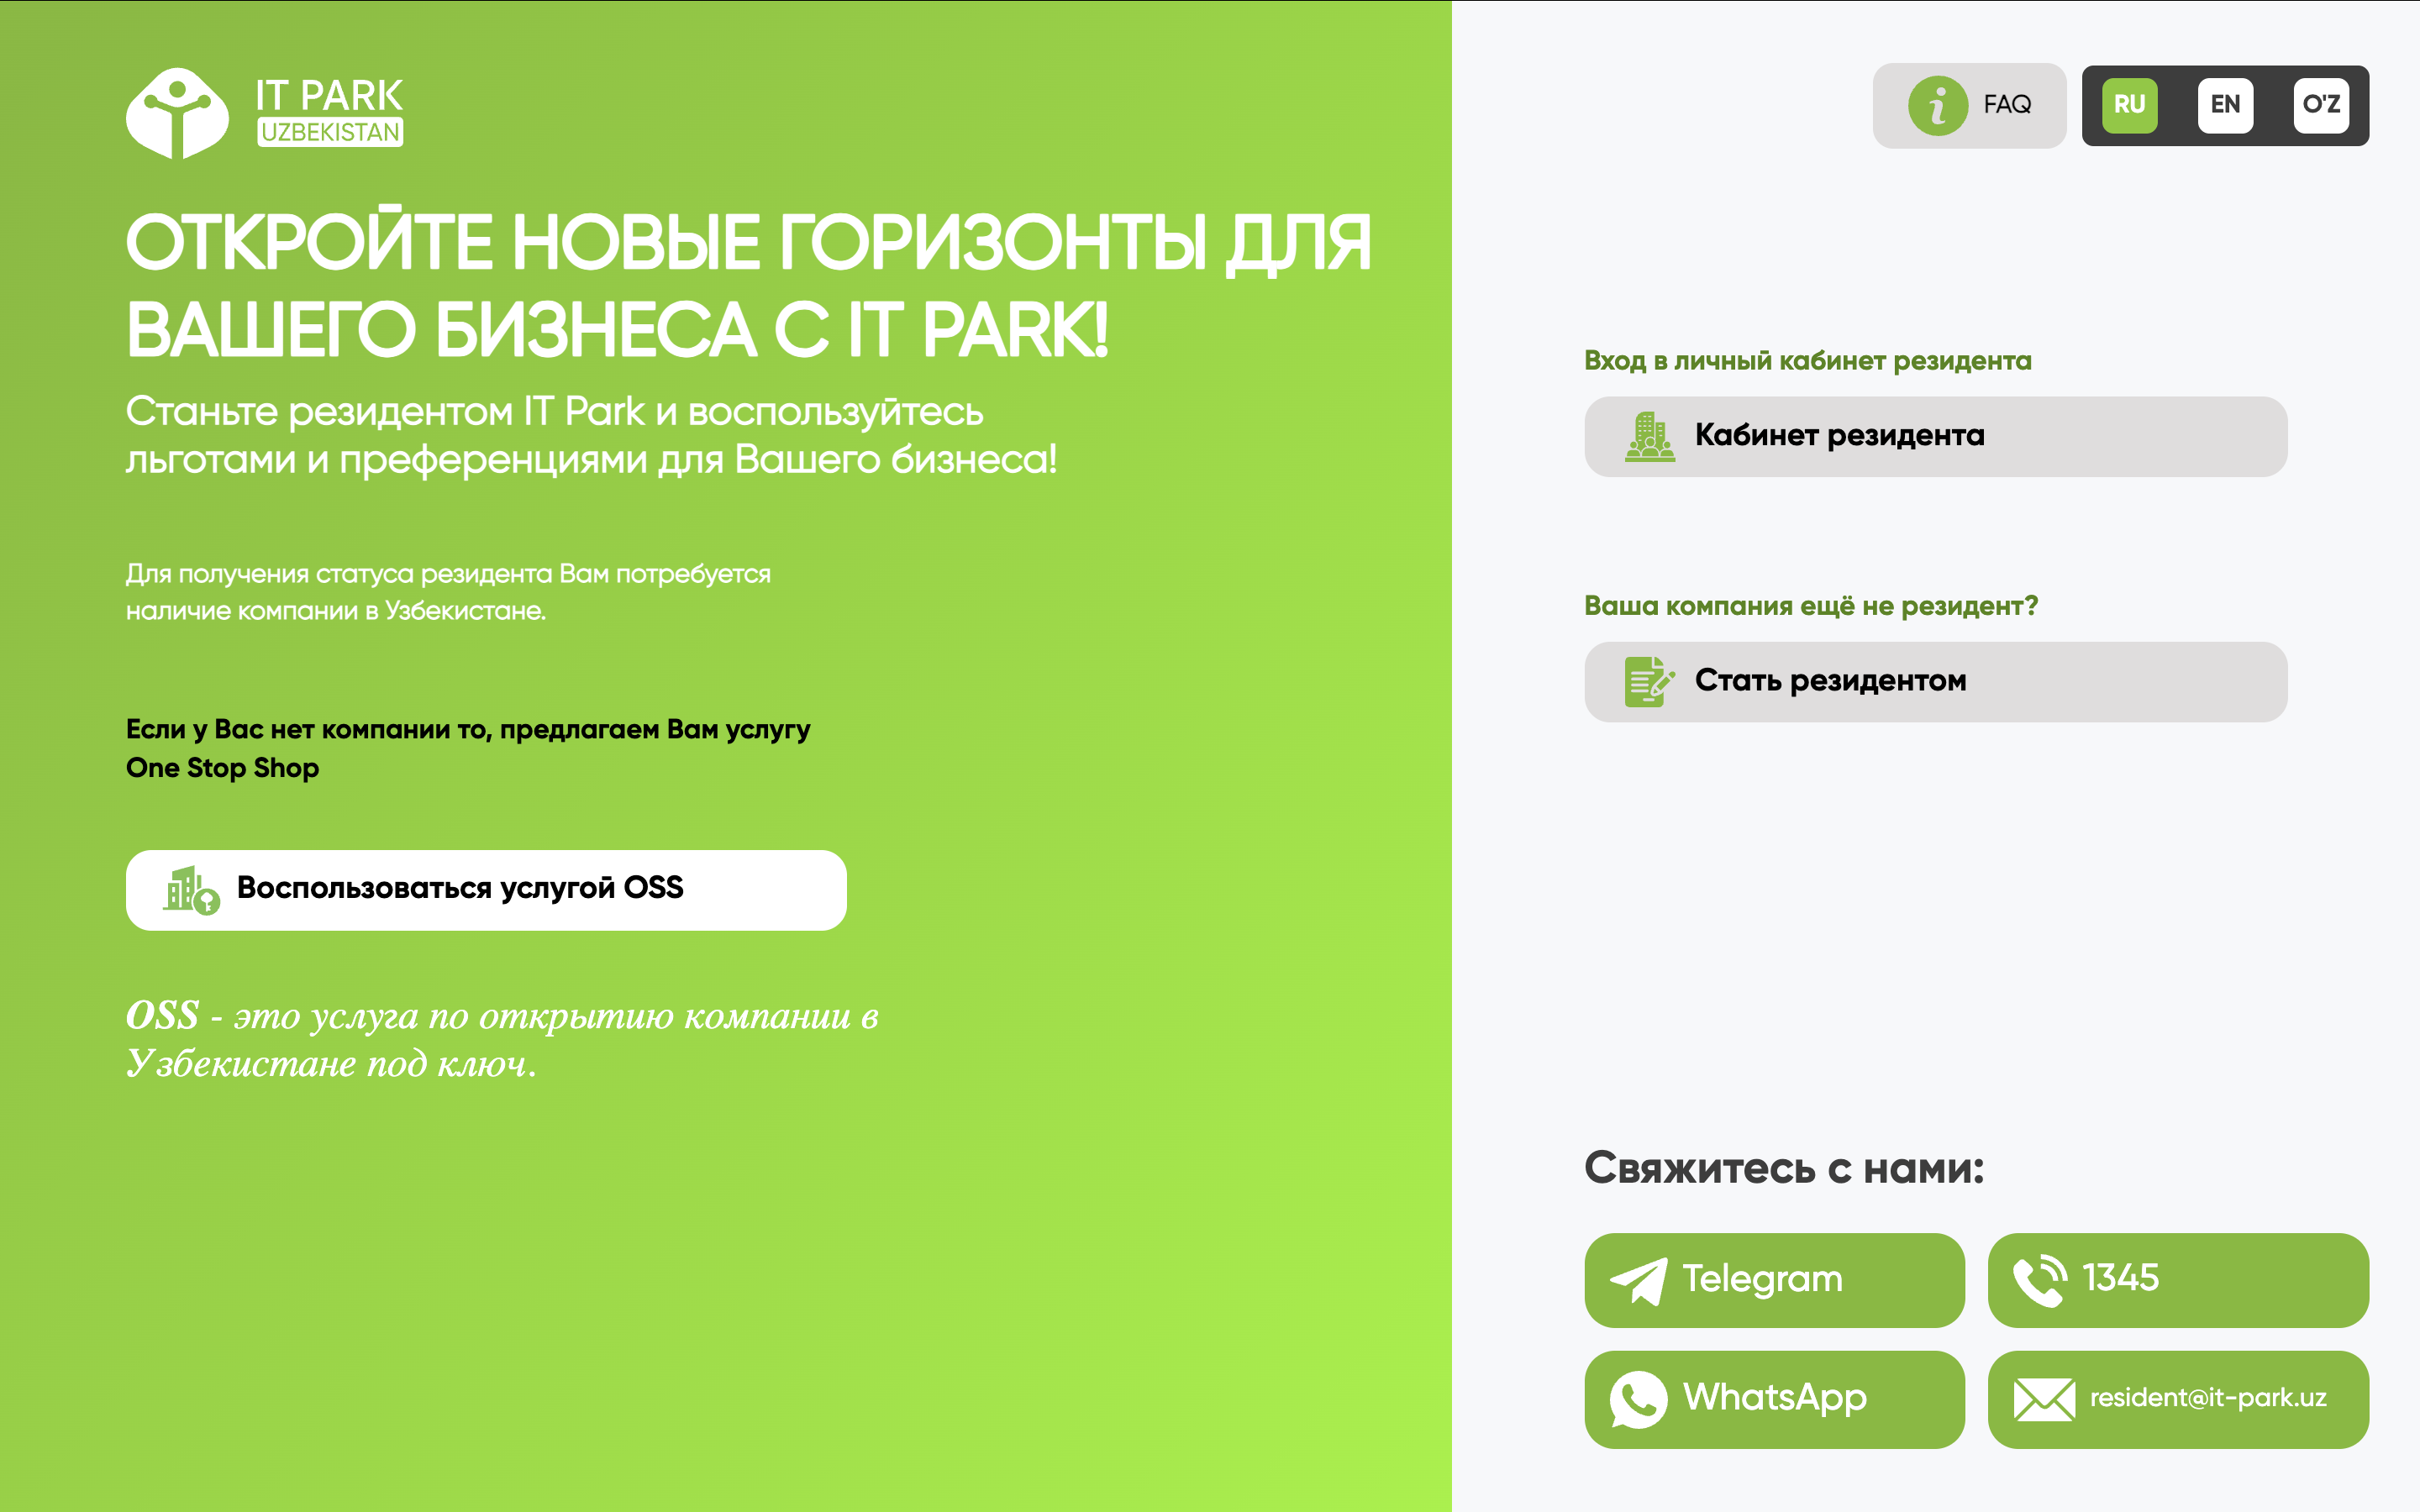 IT PARK
UZBEKISTAN
ОТКРОЙТЕ НОВЫЕ ГОРИЗОНТЫ ДЛЯ
ВАШЕГО БИЗНЕСА С IT PARK!
Станьте резидентом IT Park и воспользуйтесь
льготами и преференциями для Вашего бизнеса!
Для получения статуса резидента Вам потребуется
наличие компании в Узбекистане.
Если у Вас нет компании то, предлагаем Вам услугу
One Stop Shop
Воспользоваться услугой OSS
OSS - это услуга по открытию компании в
Узбекистане под ключ.
FAQ
RU EN O'Z
Вход в личный кабинет резидента
Кабинет резидента
Ваша компания ещё не резидент?
Стать резидентом
Свяжитесь с нами:
Telegram
1345
WhatsApp
resident@it-park.uz